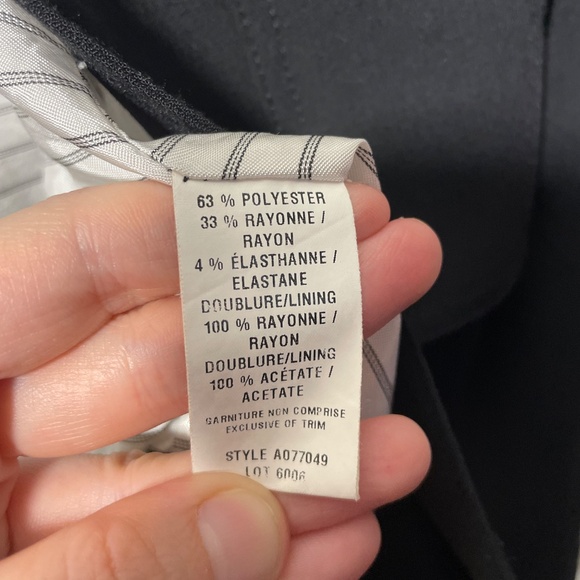 63 % POLYESTER
33 % RAYONNE /
RAYON
4 % ÉLASTHANNE /
ELASTANE
DOUBLURE/LINING
100 % RAYONNE /
RAYON
DOUBLURE/LINING
100 % ACÉTATE /
ACETATE
GARNITURE NON COMPRISE
EXCLUSIVE OF TRIM
STYLE A077049
LOT 6006